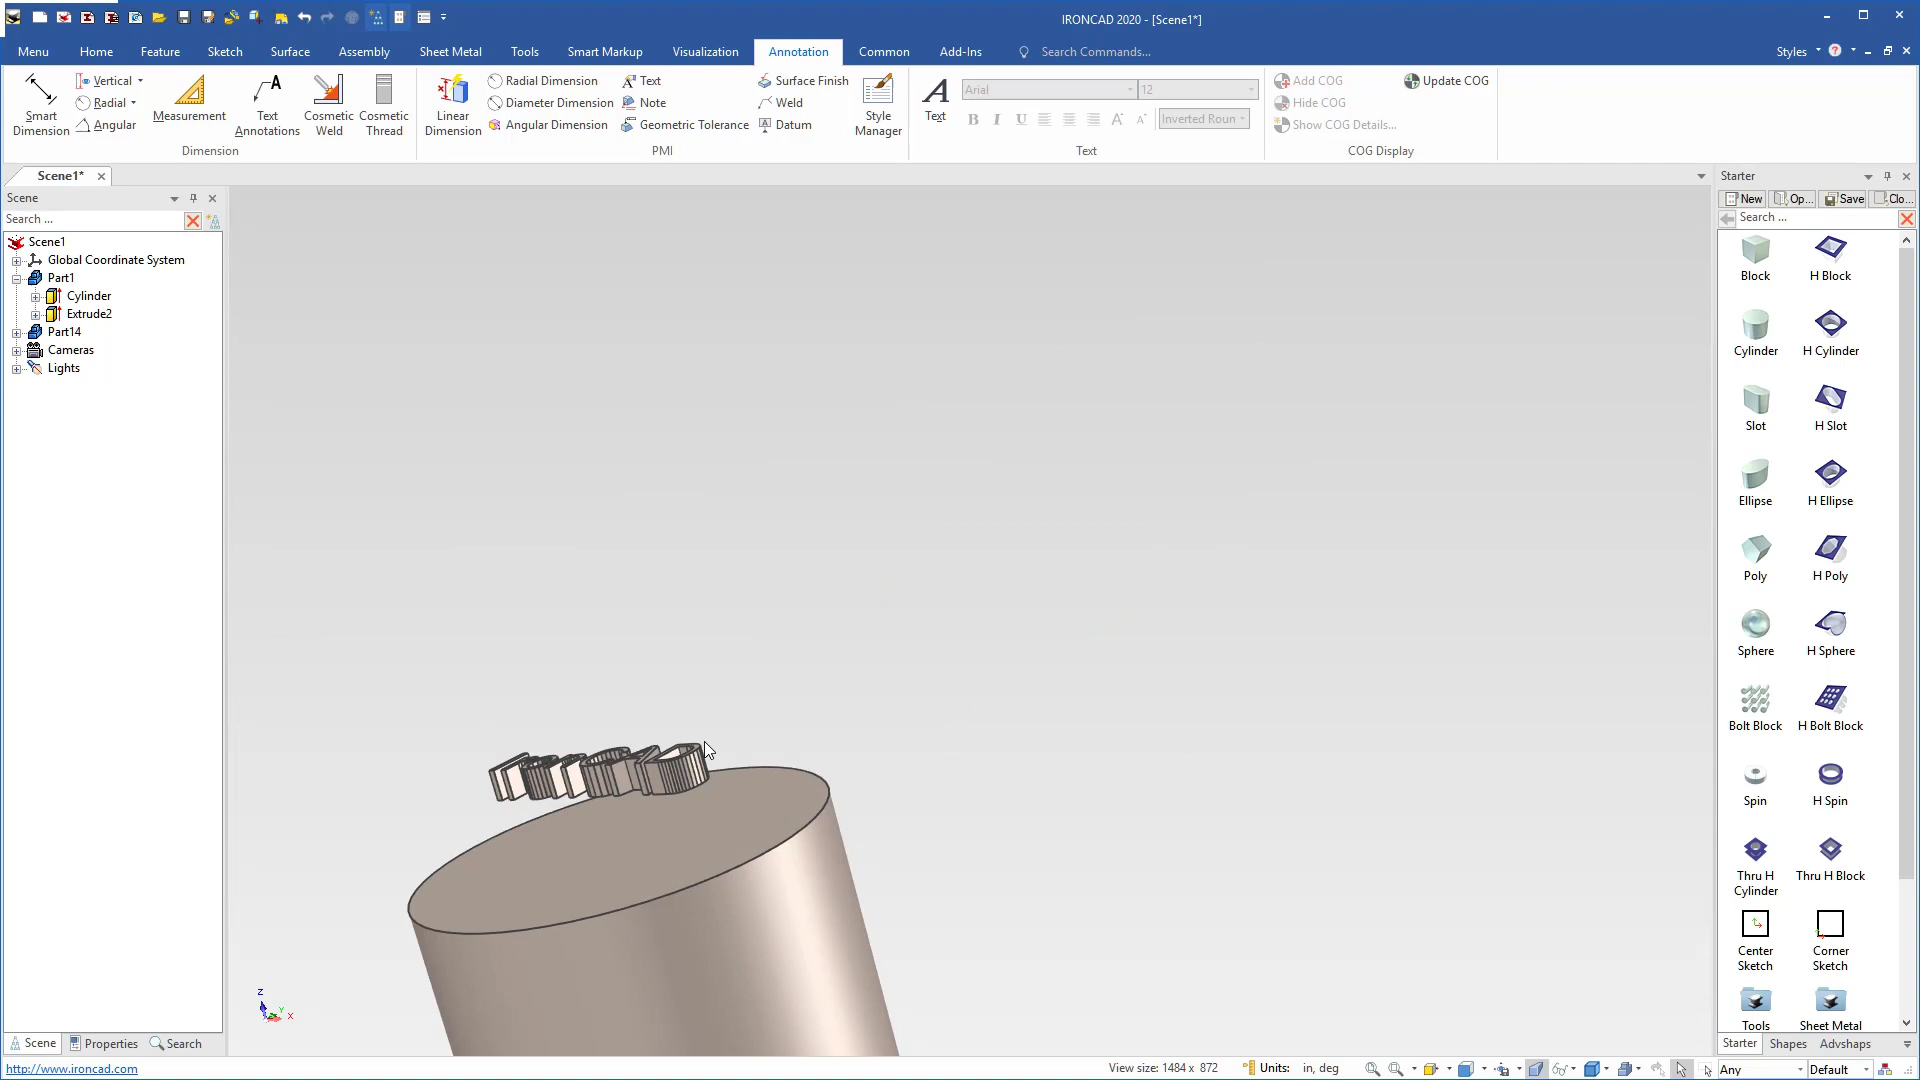 IRONCAD 2020 - [Scene1*]
Menu Home Feature Sketch Surface Assembly Sheet Metal Tools Smart Markup Visualization Annotation Common Add-Ins Search Commands... Styles
Smart Dimension
Vertical
Radial
Angular
Measurement
Text Annotations
Cosmetic Weld
Cosmetic Thread
Dimension
Linear Dimension
Radial Dimension
Diameter Dimension
Angular Dimension
Text
Note
Geometric Tolerance
Surface Finish
Weld
Datum
Style Manager
PMI
Text
Arial 12
B I U Inverted Roun
Text
Add COG
Hide COG
Show COG Details...
Update COG
COG Display
Scene1*
Scene
Search ...
Scene1
Global Coordinate System
Part1
Cylinder
Extrude2
Part14
Cameras
Lights
Z
Y
X
Starter
New Op... Save Clo...
Search ...
Block H Block
Cylinder H Cylinder
Slot H Slot
Ellipse H Ellipse
Poly H Poly
Sphere H Sphere
Bolt Block H Bolt Block
Spin H Spin
Thru H Cylinder Thru H Block
Center Sketch Corner Sketch
Tools Sheet Metal
Starter Shapes Advshaps
Scene Properties Search
http://www.ironcad.com
View size: 1484 x 872 Units: in, deg Any Default